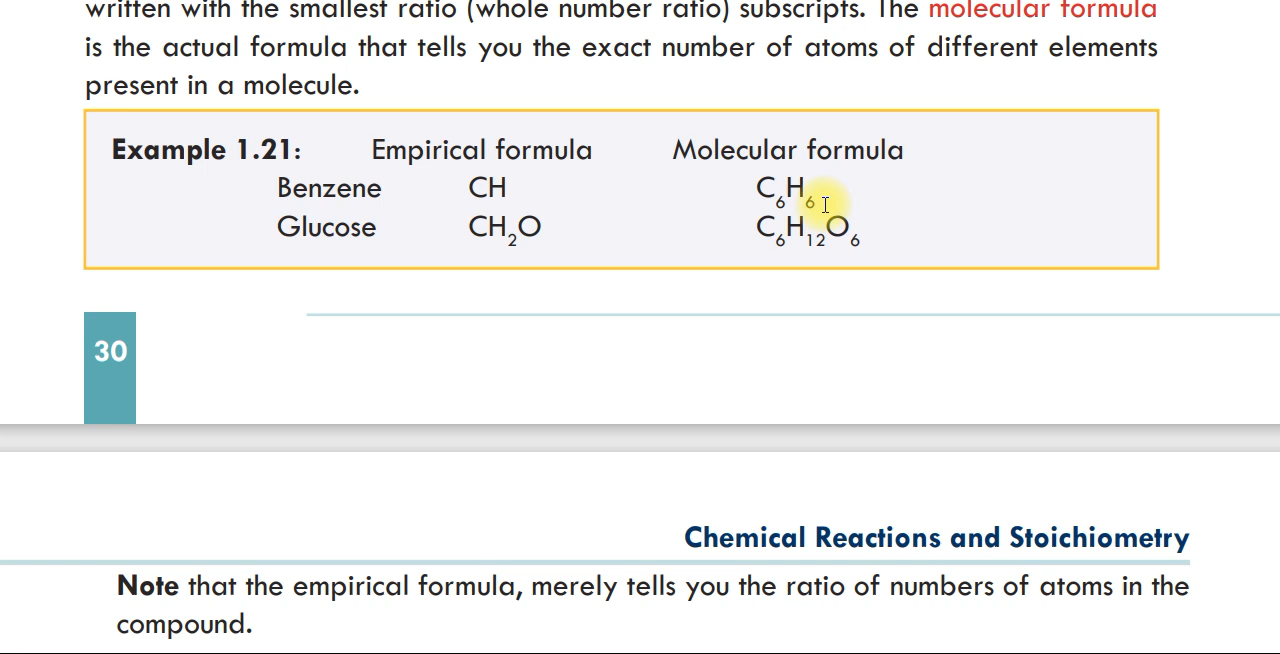 written with the smallest ratio (whole number ratio) subscripts. The molecular formula
is the actual formula that tells you the exact number of atoms of different elements
present in a molecule.
Example 1.21: Empirical formula Molecular formula
Benzene CH C₆H₆
Glucose CH₂O C₆H₁₂O₆
30
Chemical Reactions and Stoichiometry
Note that the empirical formula, merely tells you the ratio of numbers of atoms in the
compound.